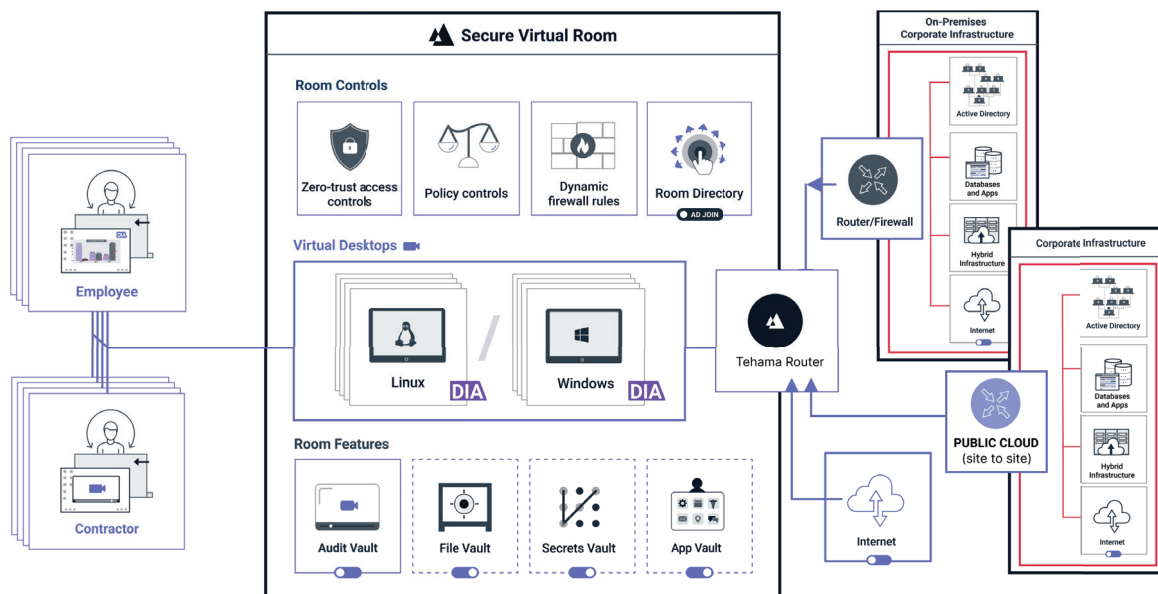 Secure Virtual Room
Room Controls
Zero-trust access
controls
Policy controls
Dynamic
firewall rules
Room Directory
AD JOIN
Virtual Desktops
Linux
DIA
Windows
DIA
Room Features
Audit Vault
File Vault
Secrets Vault
App Vault
DIA
Employee
Contractor
Tehama Router
Router/Firewall
PUBLIC CLOUD
(site to site)
Internet
On-Premises
Corporate Infrastructure
Active Directory
Databases
and Apps
Hybrid
Infrastructure
Internet
Corporate Infrastructure
Active Directory
Databases
and Apps
Hybrid
Infrastructure
Internet